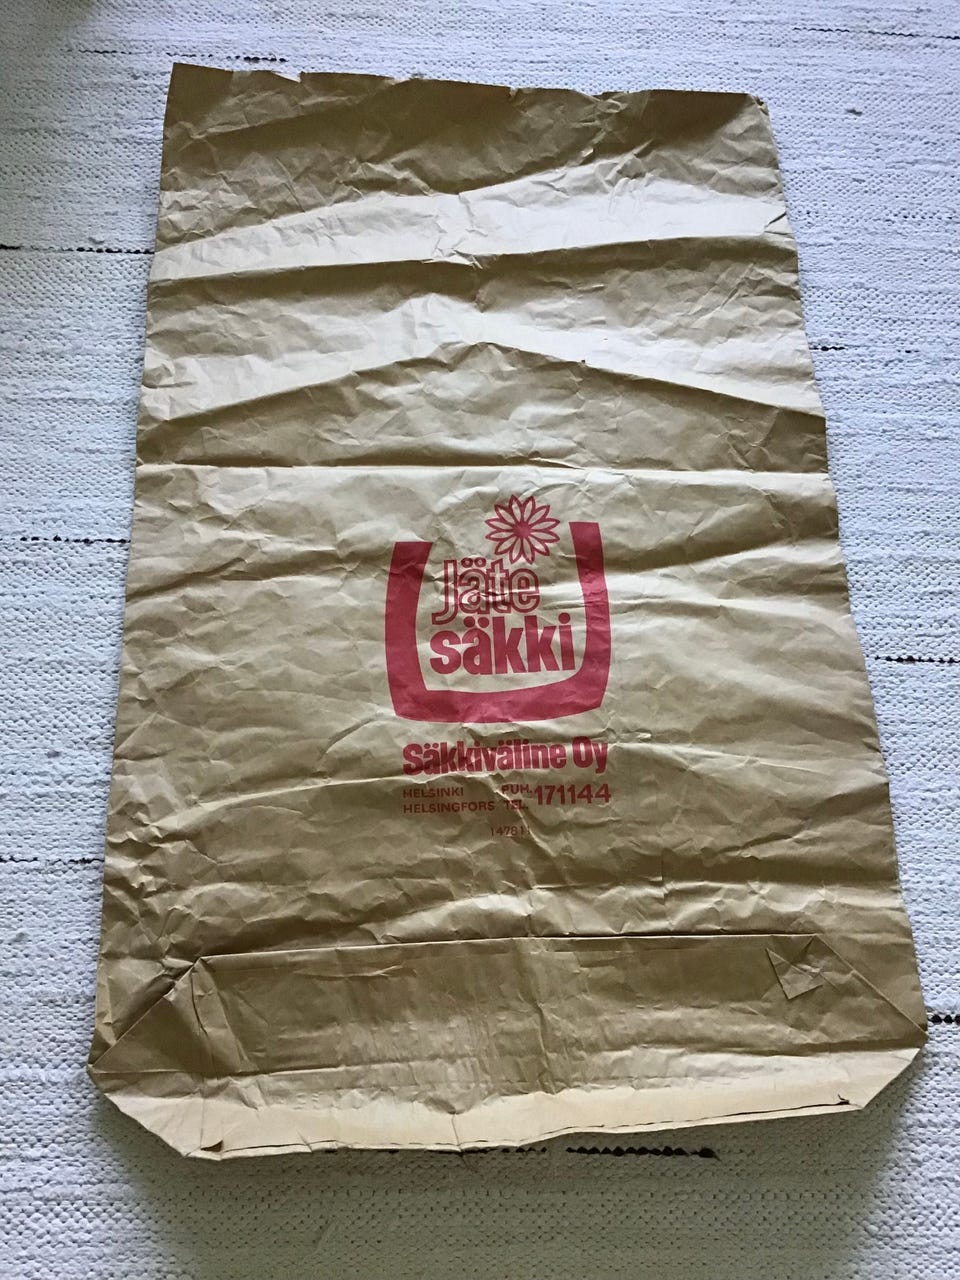 Jäte
säkki
Säkkiväline Oy
HELSINKI PUH. 171144
HELSINGFORS TEL.